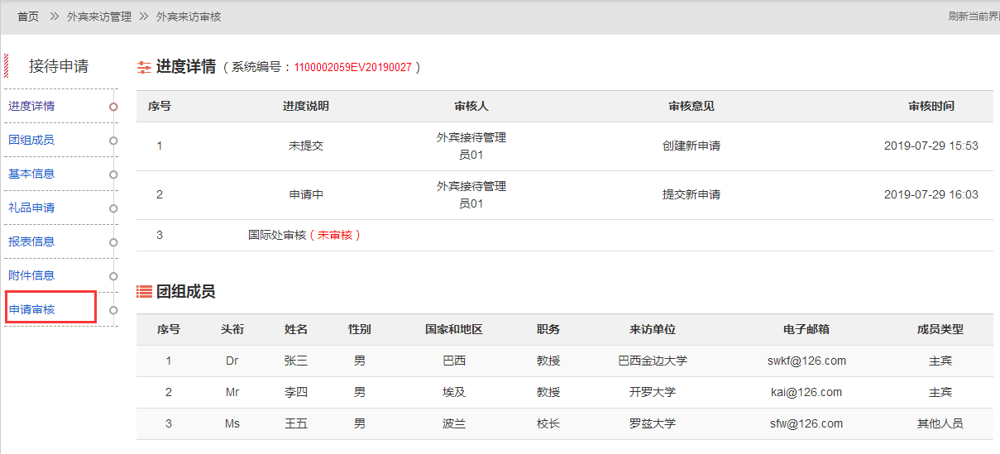 首页 >> 外宾来访管理 >> 外宾来访审核
刷新当前界
接待申请
进度详情
团组成员
基本信息
礼品申请
报表信息
附件信息
申请审核
进度详情 (系统编号:1100002059EV20190027)
序号 进度说明 审核人 审核意见 审核时间
1 未提交 外宾接待管理员01 创建新申请 2019-07-29 15:53
2 申请中 外宾接待管理员01 提交新申请 2019-07-29 16:03
3 国际处审核(未审核)
团组成员
序号 头衔 姓名 性别 国家和地区 职务 来访单位 电子邮箱 成员类型
1 Dr 张三 男 巴西 教授 巴西金边大学 swkf@126.com 主宾
2 Mr 李四 男 埃及 教授 开罗大学 kai@126.com 主宾
3 Ms 王五 男 波兰 校长 罗兹大学 sfw@126.com 其他人员